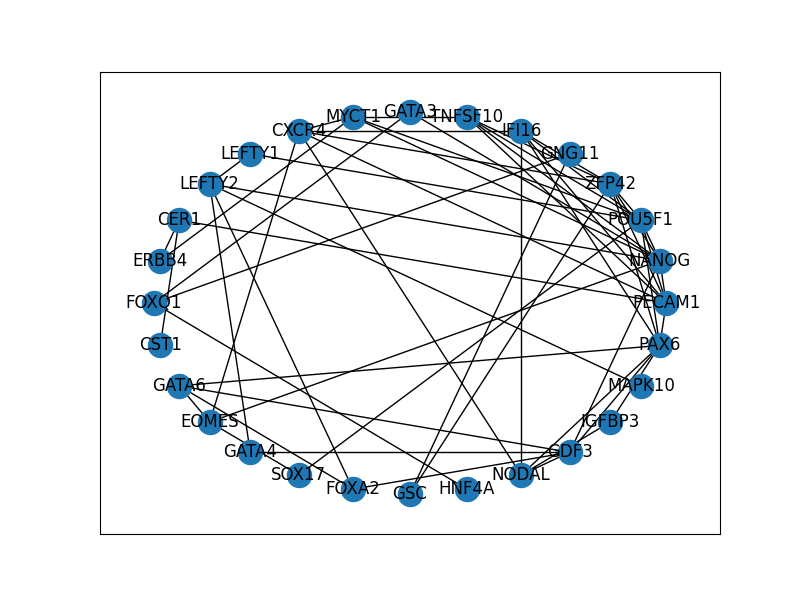 GATA3
MYCT1
TNFSF10
CXCR4
IFI16
LEFTY1
GNG11
LEFTY2
ZFP42
CER1
POU5F1
ERBB4
NANOG
FOXQ1
PECAM1
CST1
PAX6
GATA6
MAPK10
EOMES
IGFBP3
GATA4
GDF3
SOX17
NODAL
FOXA2
HNF4A
GSC